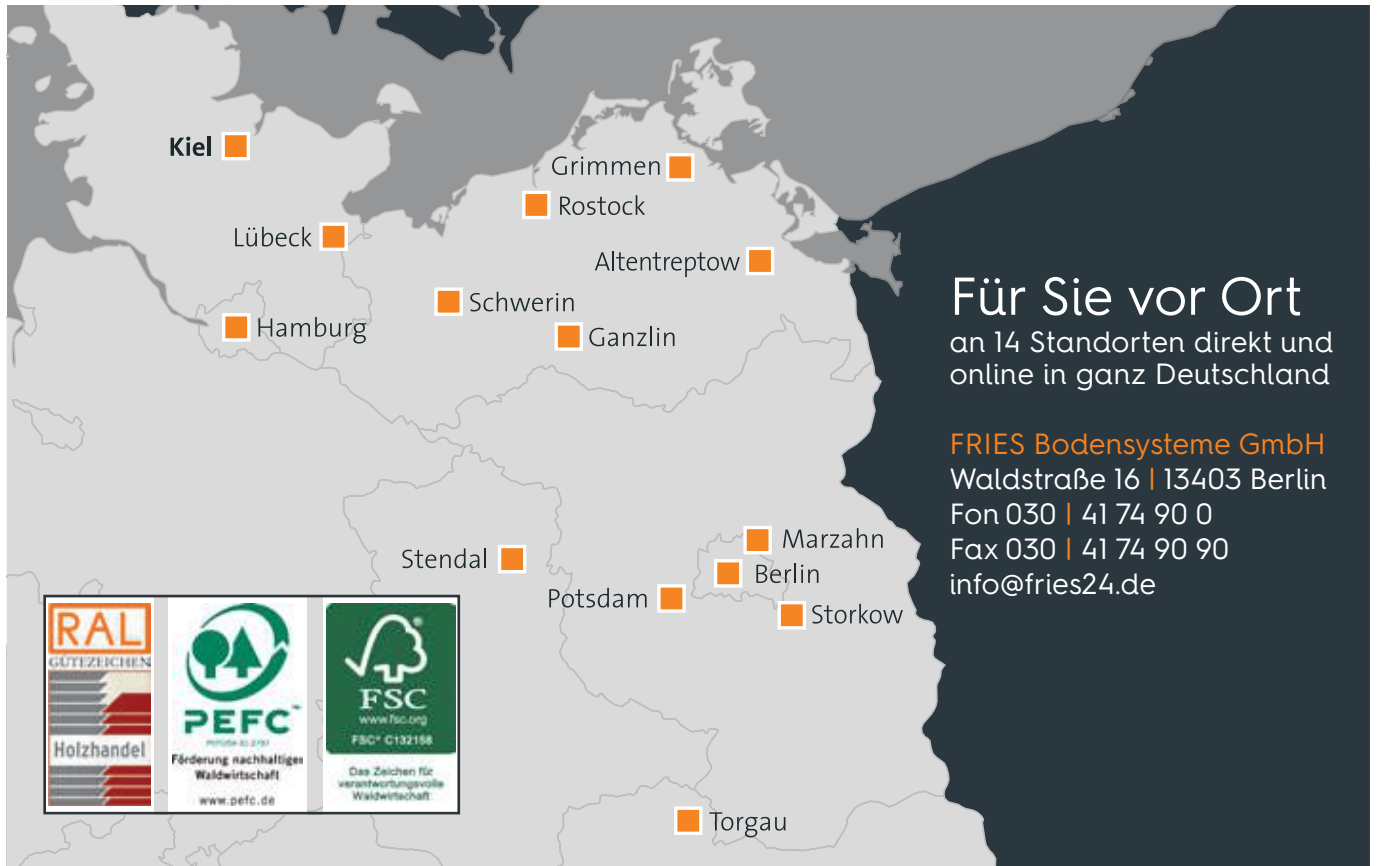 Kiel
Grimmen
Rostock
Lübeck
Altentreptow
Schwerin
Hamburg
Ganzlin
Für Sie vor Ort
an 14 Standorten direkt und
online in ganz Deutschland
FRIES Bodensysteme GmbH
Waldstraße 16 | 13403 Berlin
Fon 030 | 41 74 90 0
Fax 030 | 41 74 90 90
info@fries24.de
Marzahn
Stendal
Berlin
Potsdam
Storkow
RAL
GÜTEZEICHEN
Holzhandel
PEFC™
Förderung nachhaltiger
Waldwirtschaft
www.pefc.de
FSC
www.fsc.org
FSC® C132158
Das Zeichen für
verantwortungsvolle
Waldwirtschaft
Torgau